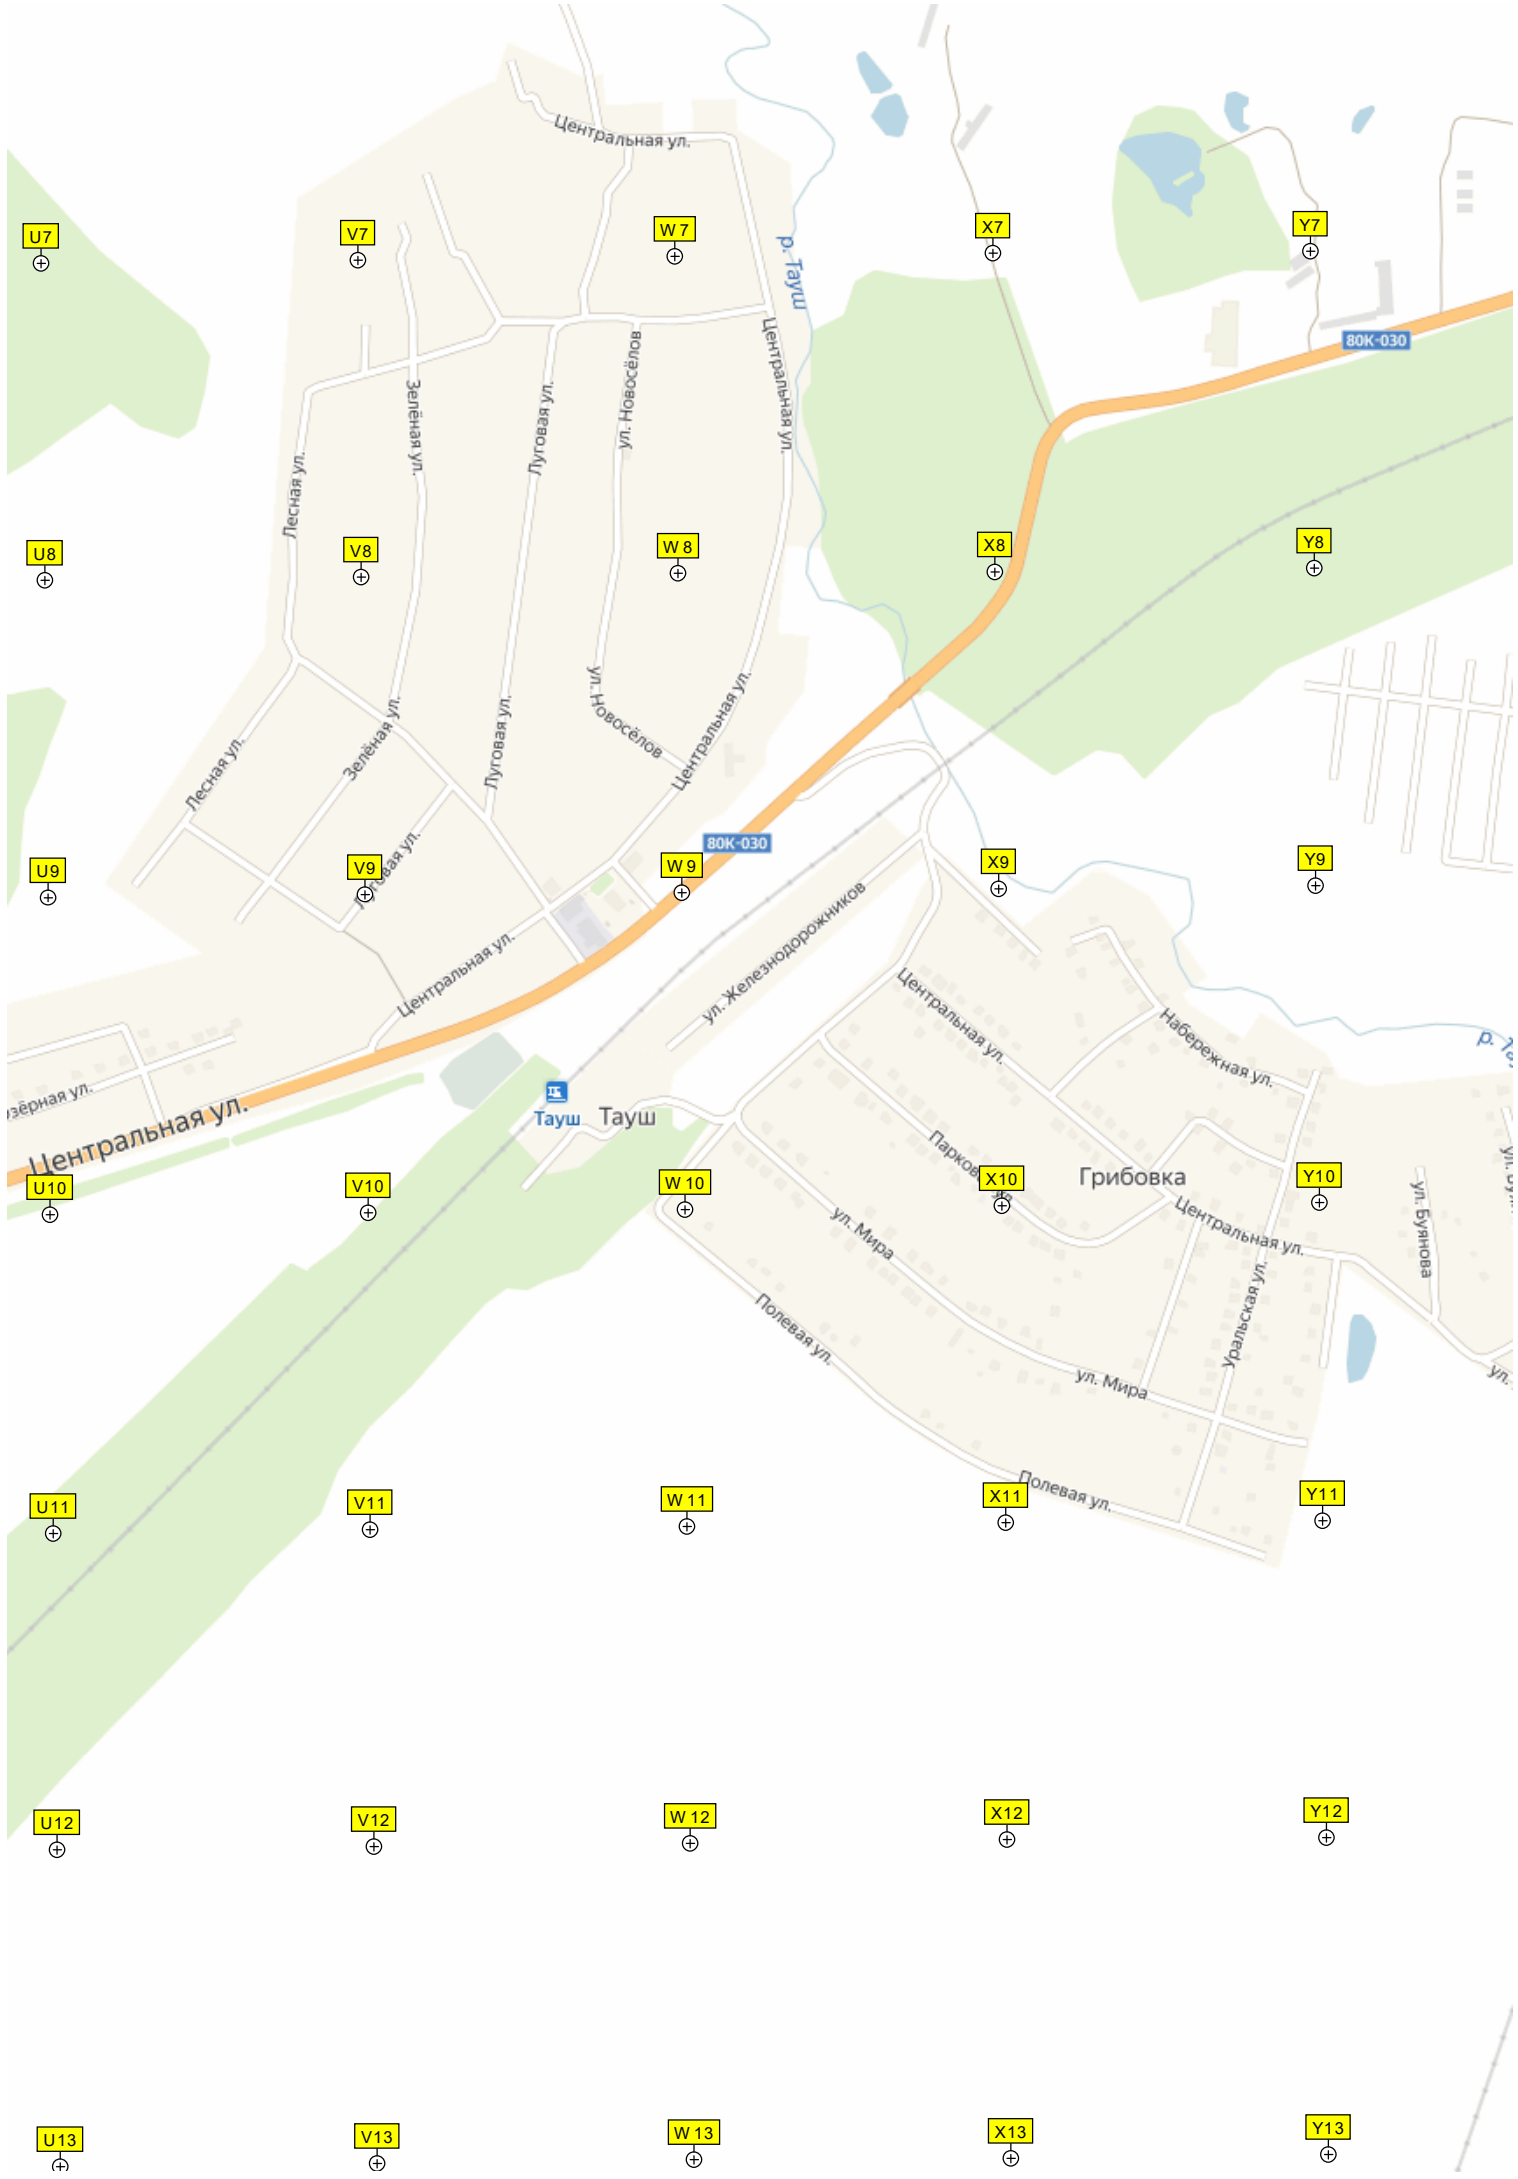 Центральная ул.
U7
V7
W 7
X7
Y7
р. Тауш
80К-030
Центральная ул.
ул. Новосёлов
Луговая ул.
Зелёная ул.
Лесная ул.
U8
V8
W 8
X8
Y8
ул. Новосёлов
Центральная ул.
Луговая ул.
Зелёная ул.
Лесная ул.
80К-030
U9
V9
W 9
X9
Y9
ул. Железнодорожников
Центральная ул.
Центральная ул.
Набережная ул.
Центральная ул.
Тауш
Тауш
Грибовка
U10
V10
W 10
X10
Y10
ул. Мира
Центральная ул.
ул. Буянова
Уральская ул.
Полевая ул.
ул. Мира
ул.
Полевая ул.
U11
V11
W 11
X11
Y11
U12
V12
W 12
X12
Y12
U13
V13
W 13
X13
Y13